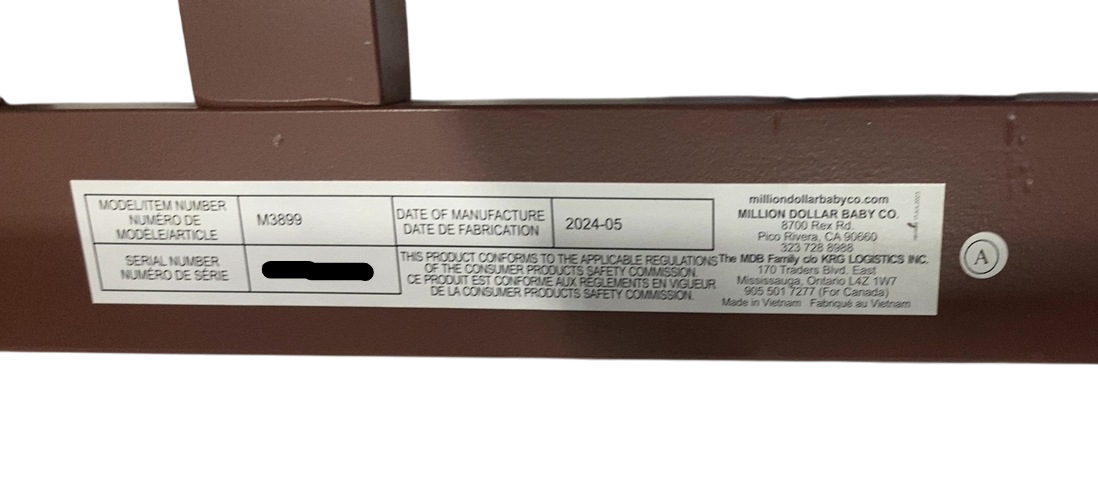 MODEL/ITEM NUMBER
NUMÉRO DE
MODÈLE/ARTICLE
M3899
DATE OF MANUFACTURE
DATE DE FABRICATION
2024-05
SERIAL NUMBER
NUMÉRO DE SÉRIE
THIS PRODUCT CONFORMS TO THE APPLICABLE REGULATIONS
OF THE CONSUMER PRODUCTS SAFETY COMMISSION.
CE PRODUIT EST CONFORME AUX RÈGLEMENTS EN VIGUEUR
DE LA CONSUMER PRODUCTS SAFETY COMMISSION.
milliondollarbabyco.com
MILLION DOLLAR BABY CO.
8700 Rex Rd.
Pico Rivera, CA 90660
323 728 8988
The MDB Family c/o KRG LOGISTICS INC.
170 Traders Blvd. East
Mississauga, Ontario L4Z 1W7
905 501 7277 (For Canada)
Made in Vietnam Fabriqué au Vietnam
A